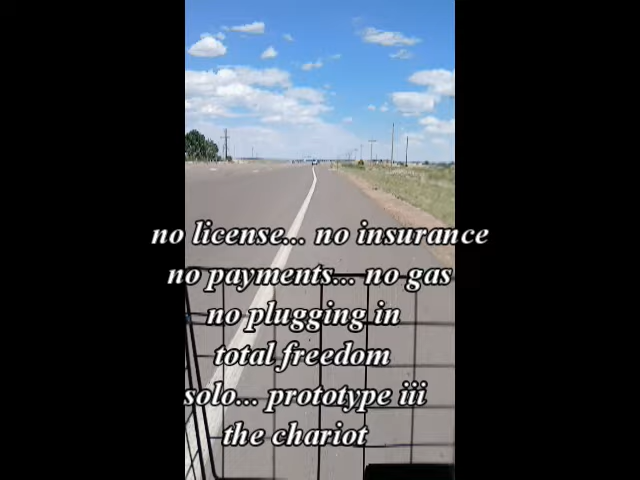 no license... no insurance
no payments... no gas
no plugging in
total freedom
solo... prototype iii
the chariot